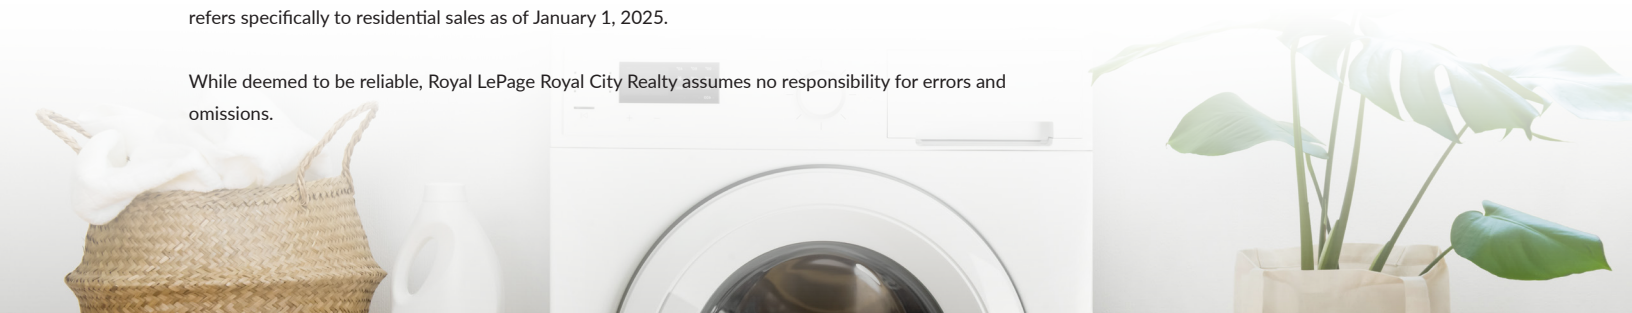 refers specifically to residential sales as of January 1, 2025.
While deemed to be reliable, Royal LePage Royal City Realty assumes no responsibility for errors and
omissions.